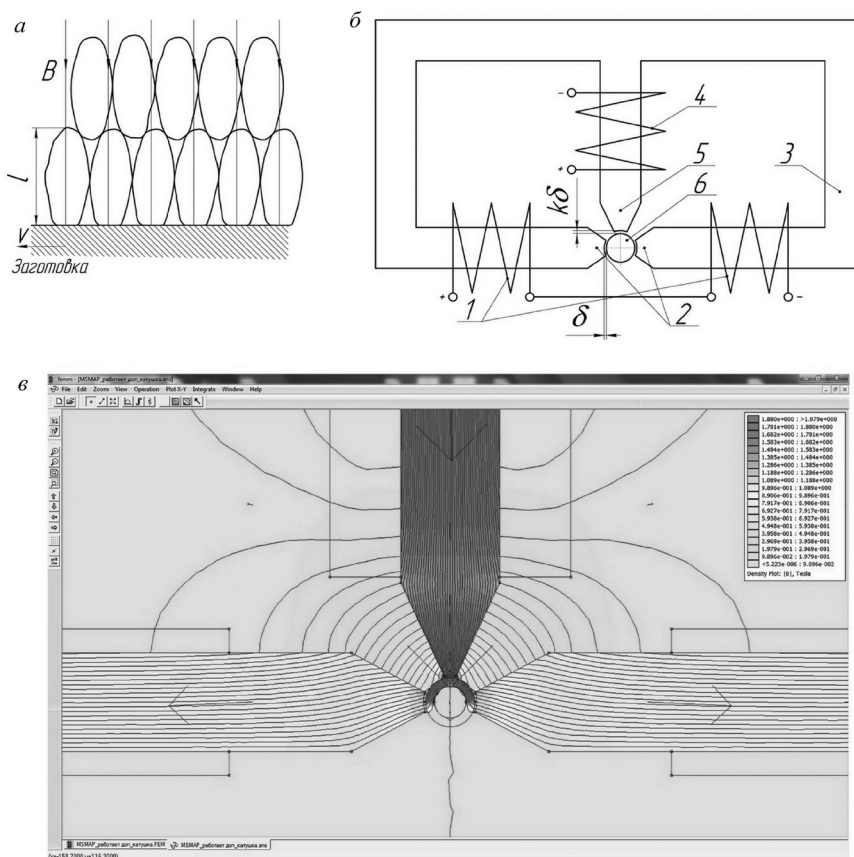 а
B
l
V
Заготовка
б
-
4
+
5
6
3
kδ
+
1
δ
2
-
в
femm - [MSMAP_работает доп_катушка.ans]
File Edit Zoom View Operation Plot X-Y Integrate Window Help
1.880e+000 : >1.979e+000
1.781e+000 : 1.880e+000
1.682e+000 : 1.781e+000
1.583e+000 : 1.682e+000
1.484e+000 : 1.583e+000
1.385e+000 : 1.484e+000
1.286e+000 : 1.385e+000
1.188e+000 : 1.286e+000
1.089e+000 : 1.188e+000
9.896e-001 : 1.089e+000
8.906e-001 : 9.896e-001
7.917e-001 : 8.906e-001
6.927e-001 : 7.917e-001
5.938e-001 : 6.927e-001
4.948e-001 : 5.938e-001
3.958e-001 : 4.948e-001
2.969e-001 : 3.958e-001
1.979e-001 : 2.969e-001
9.896e-002 : 1.979e-001
<5.223e-006 : 9.896e-002
Density Plot: |B|, Tesla
MSMAP_работает доп_катушка.FEM MSMAP_работает доп_катушка.ans